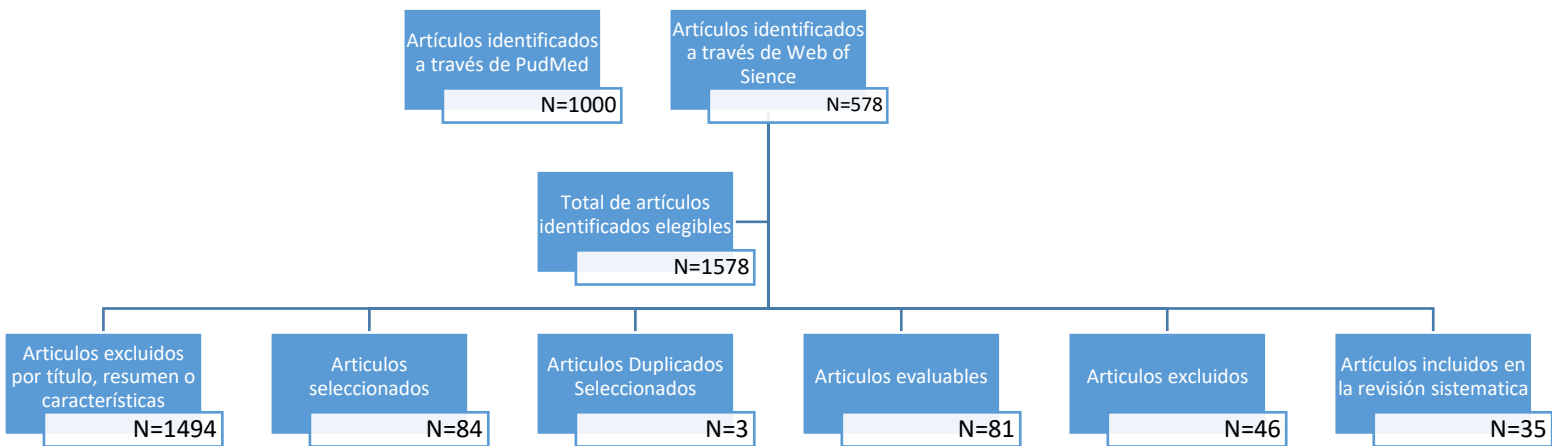 Artículos identificados
a través de PudMed
N=1000
Artículos identificados
a través de Web of
Sience
N=578
Total de artículos
identificados elegibles
N=1578
Articulos excluidos
por título, resumen o
características
N=1494
Articulos
seleccionados
N=84
Articulos Duplicados
Seleccionados
N=3
Articulos evaluables
N=81
Articulos excluidos
N=46
Artículos incluidos en
la revisión sistematica
N=35